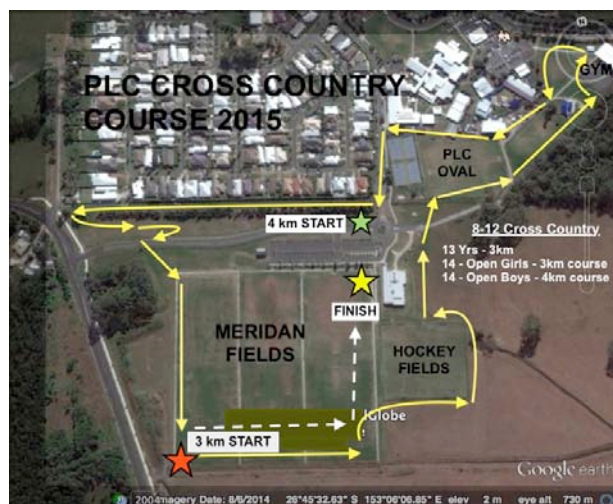 PLC CROSS COUNTRY
COURSE 2015
GYM
PLC
OVAL
4 km START
8-12 Cross Country
13 Yrs - 3km
14 - Open Girls - 3km course
14 - Open Boys - 4km course
FINISH
MERIDAN
FIELDS
HOCKEY
FIELDS
3 km START
Google earth
2004 Imagery Date: 8/6/2014 26°45'32.63" S 153°06'06.85" E elev 2 m eye alt 730 m